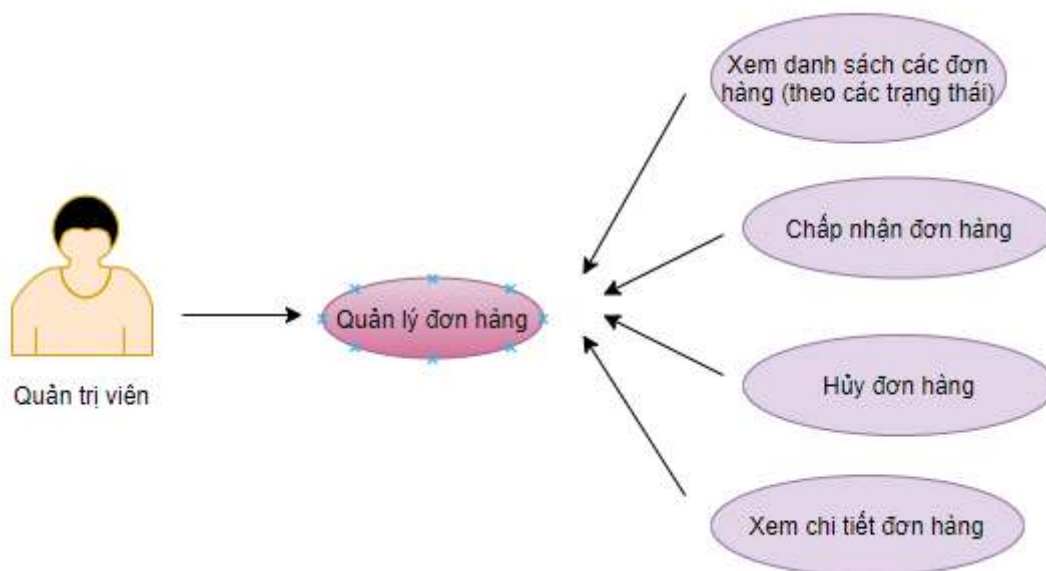 Xem danh sách các đơn
hàng (theo các trạng thái)
Chấp nhận đơn hàng
Quản lý đơn hàng
Quản trị viên
Hủy đơn hàng
Xem chi tiết đơn hàng